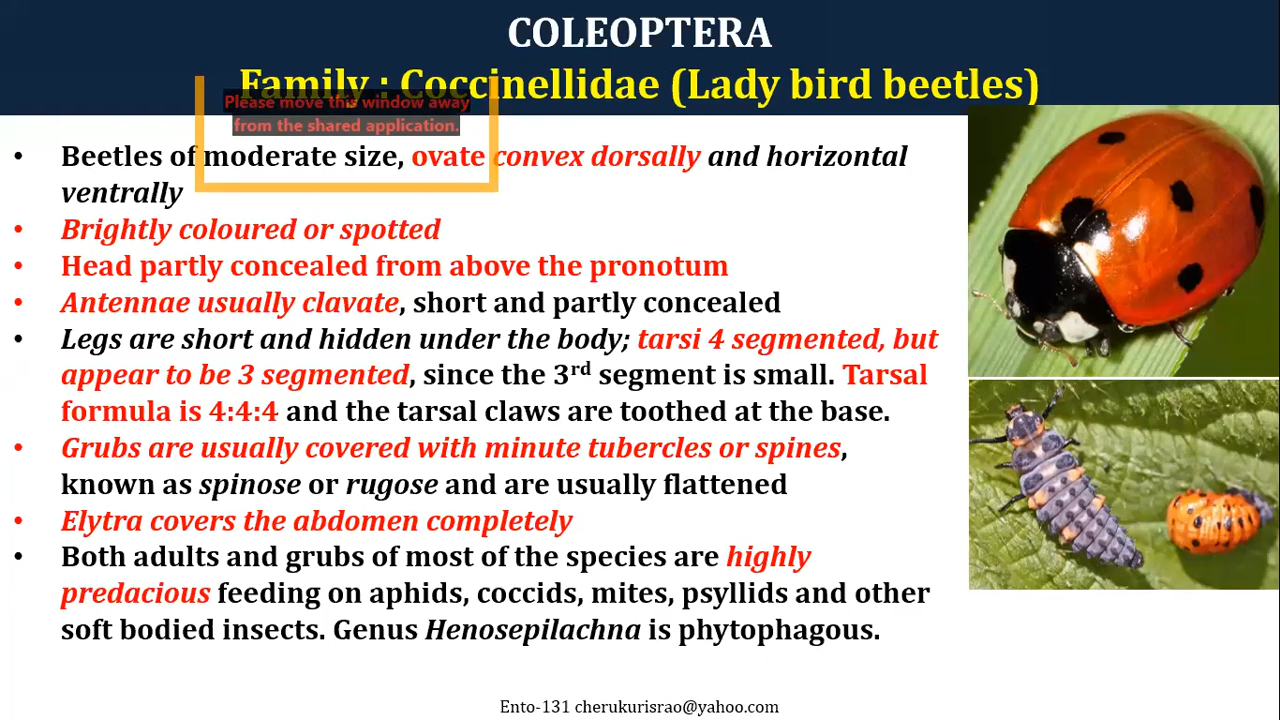 COLEOPTERA
Family : Coccinellidae (Lady bird beetles)
Please move this window away
from the shared application.
• Beetles of moderate size, ovate convex dorsally and horizontal
ventrally
• Brightly coloured or spotted
• Head partly concealed from above the pronotum
• Antennae usually clavate, short and partly concealed
• Legs are short and hidden under the body; tarsi 4 segmented, but
appear to be 3 segmented, since the 3rd segment is small. Tarsal
formula is 4:4:4 and the tarsal claws are toothed at the base.
• Grubs are usually covered with minute tubercles or spines,
known as spinose or rugose and are usually flattened
• Elytra covers the abdomen completely
• Both adults and grubs of most of the species are highly
predacious feeding on aphids, coccids, mites, psyllids and other
soft bodied insects. Genus Henosepilachna is phytophagous.
Ento-131 cherukurisrao@yahoo.com